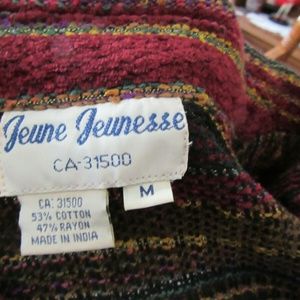 Jeune Jeunesse
CA-31500
M
CA: 31500
53% COTTON
47% RAYON
MADE IN INDIA